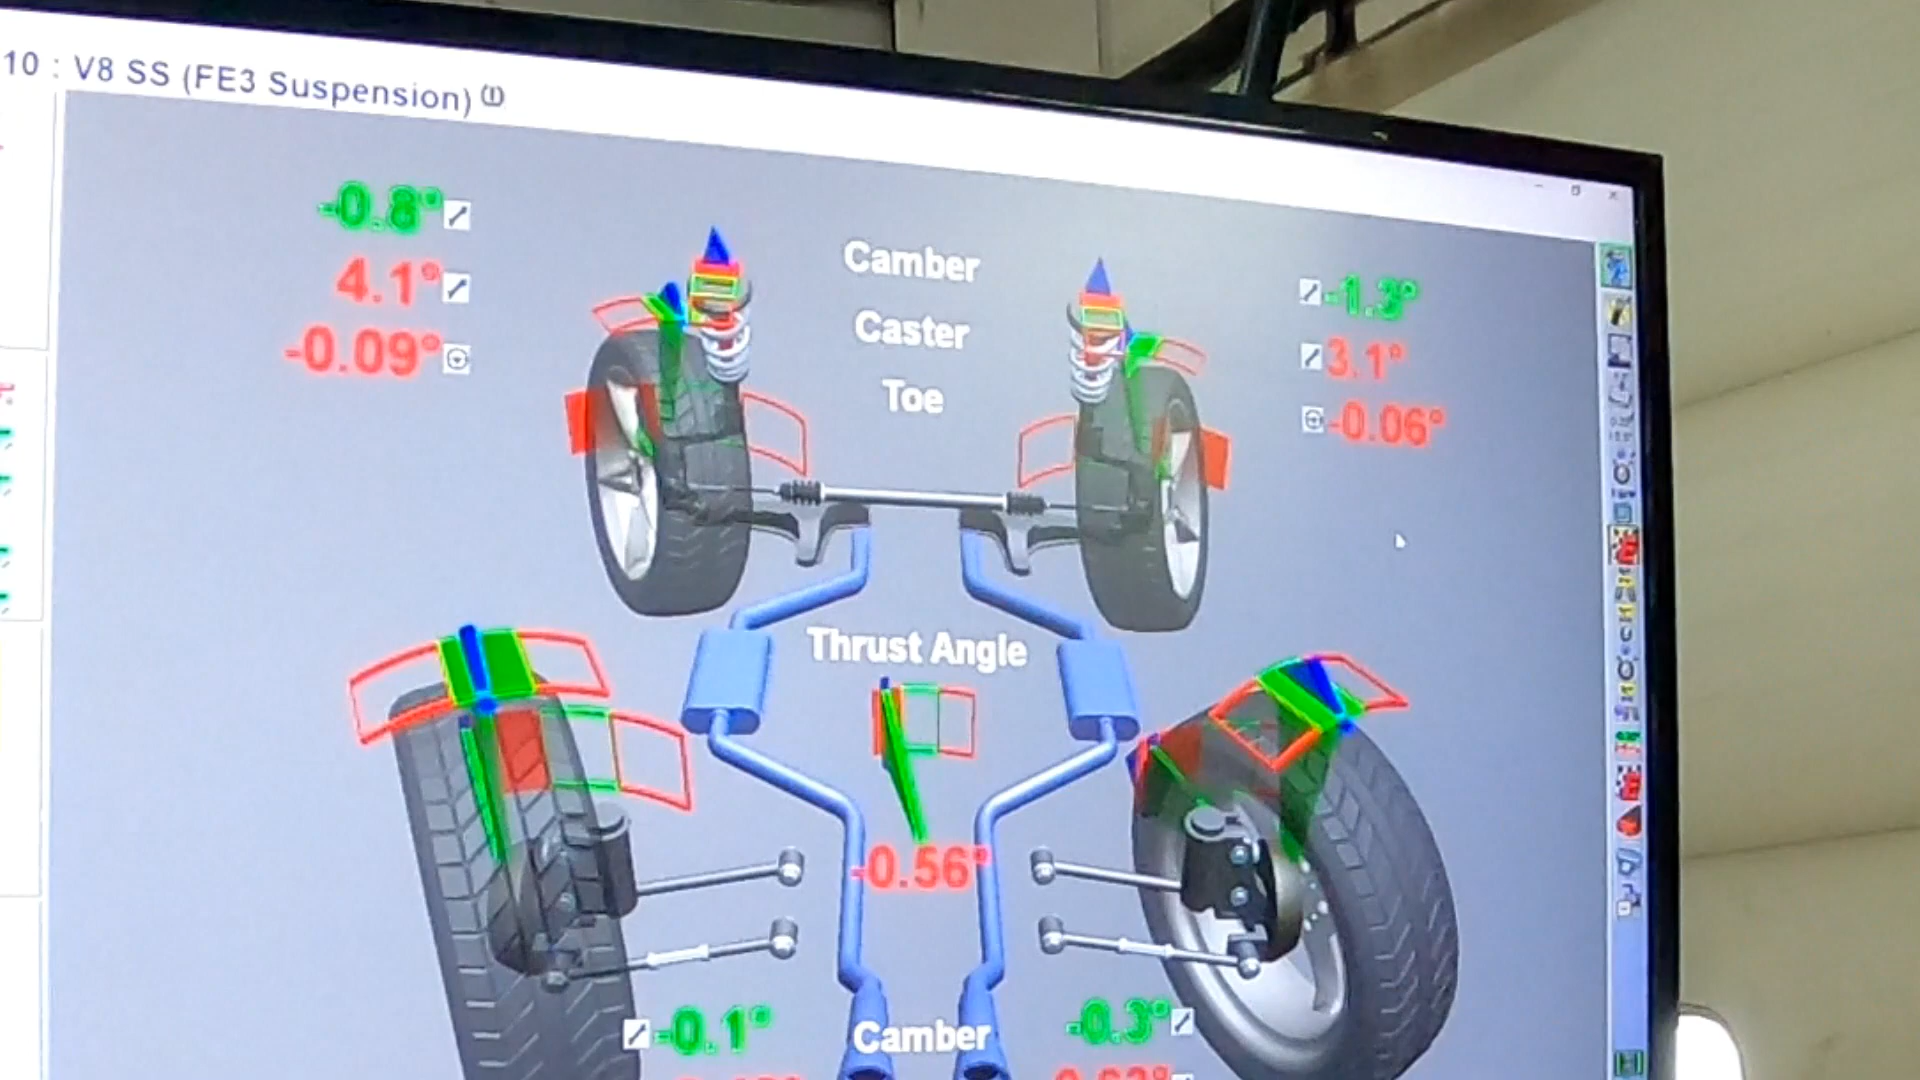 10 : V8 SS (FE3 Suspension)
-0.8° Camber -1.3°
4.1° Caster 3.1°
-0.09° Toe -0.06°
Thrust Angle
-0.56°
-0.1° Camber -0.3°